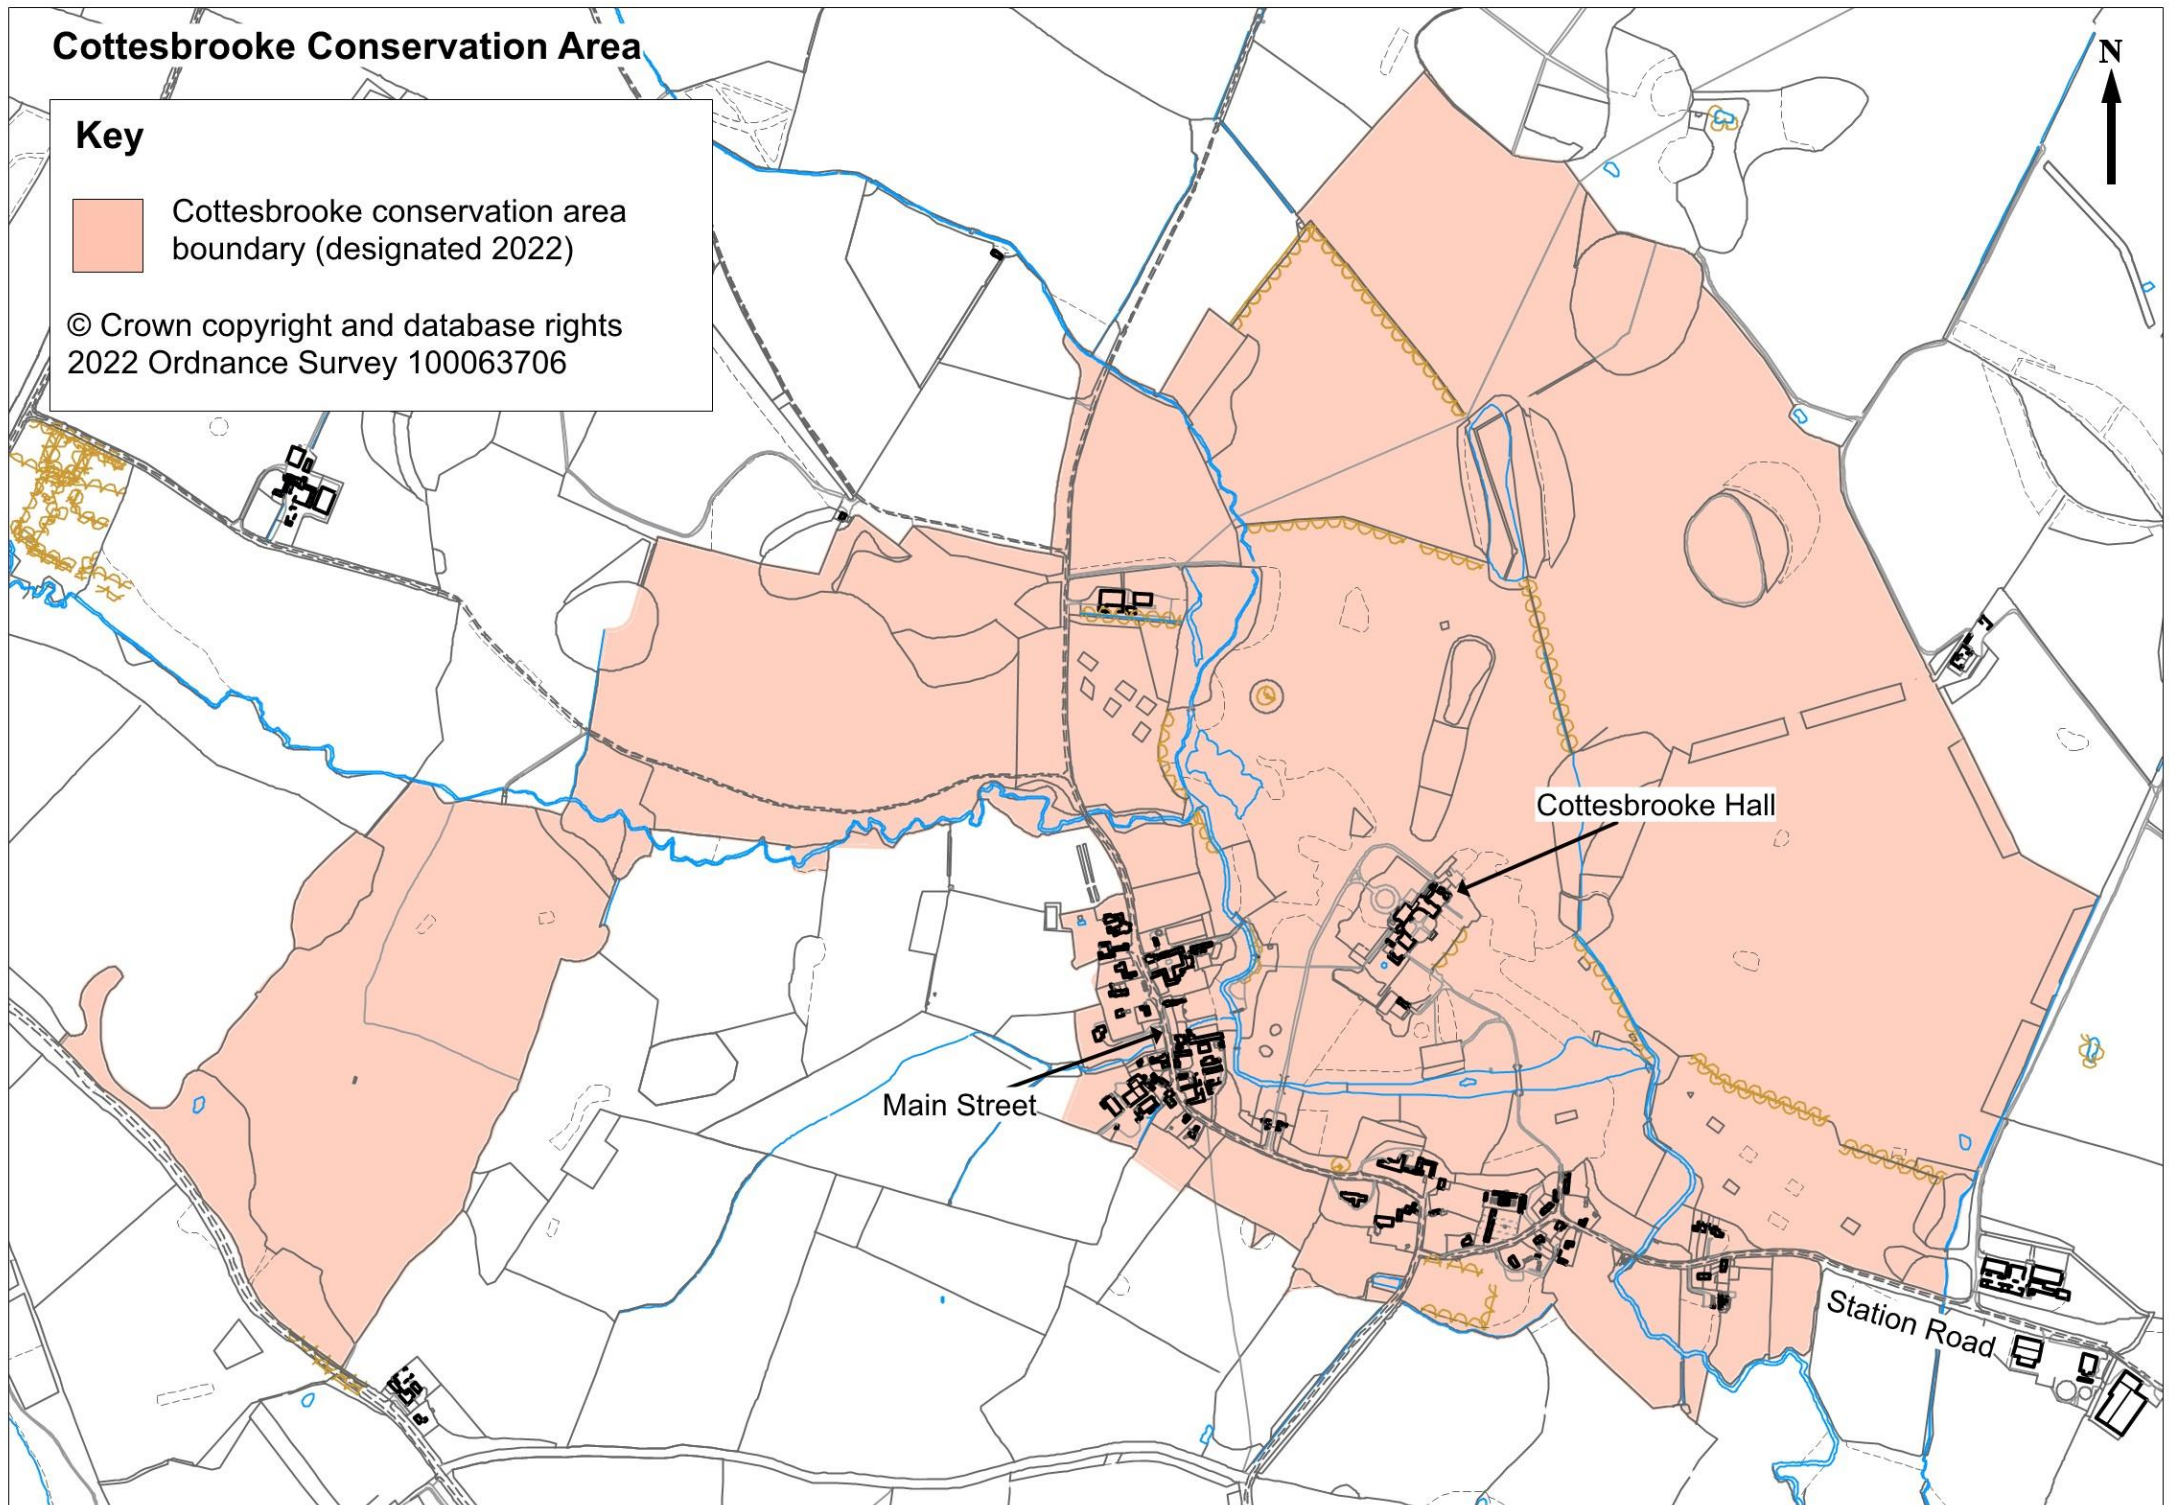 Cottesbrooke Conservation Area
Key
Cottesbrooke conservation area
boundary (designated 2022)
© Crown copyright and database rights
2022 Ordnance Survey 100063706
N
Cottesbrooke Hall
Main Street
Station Road